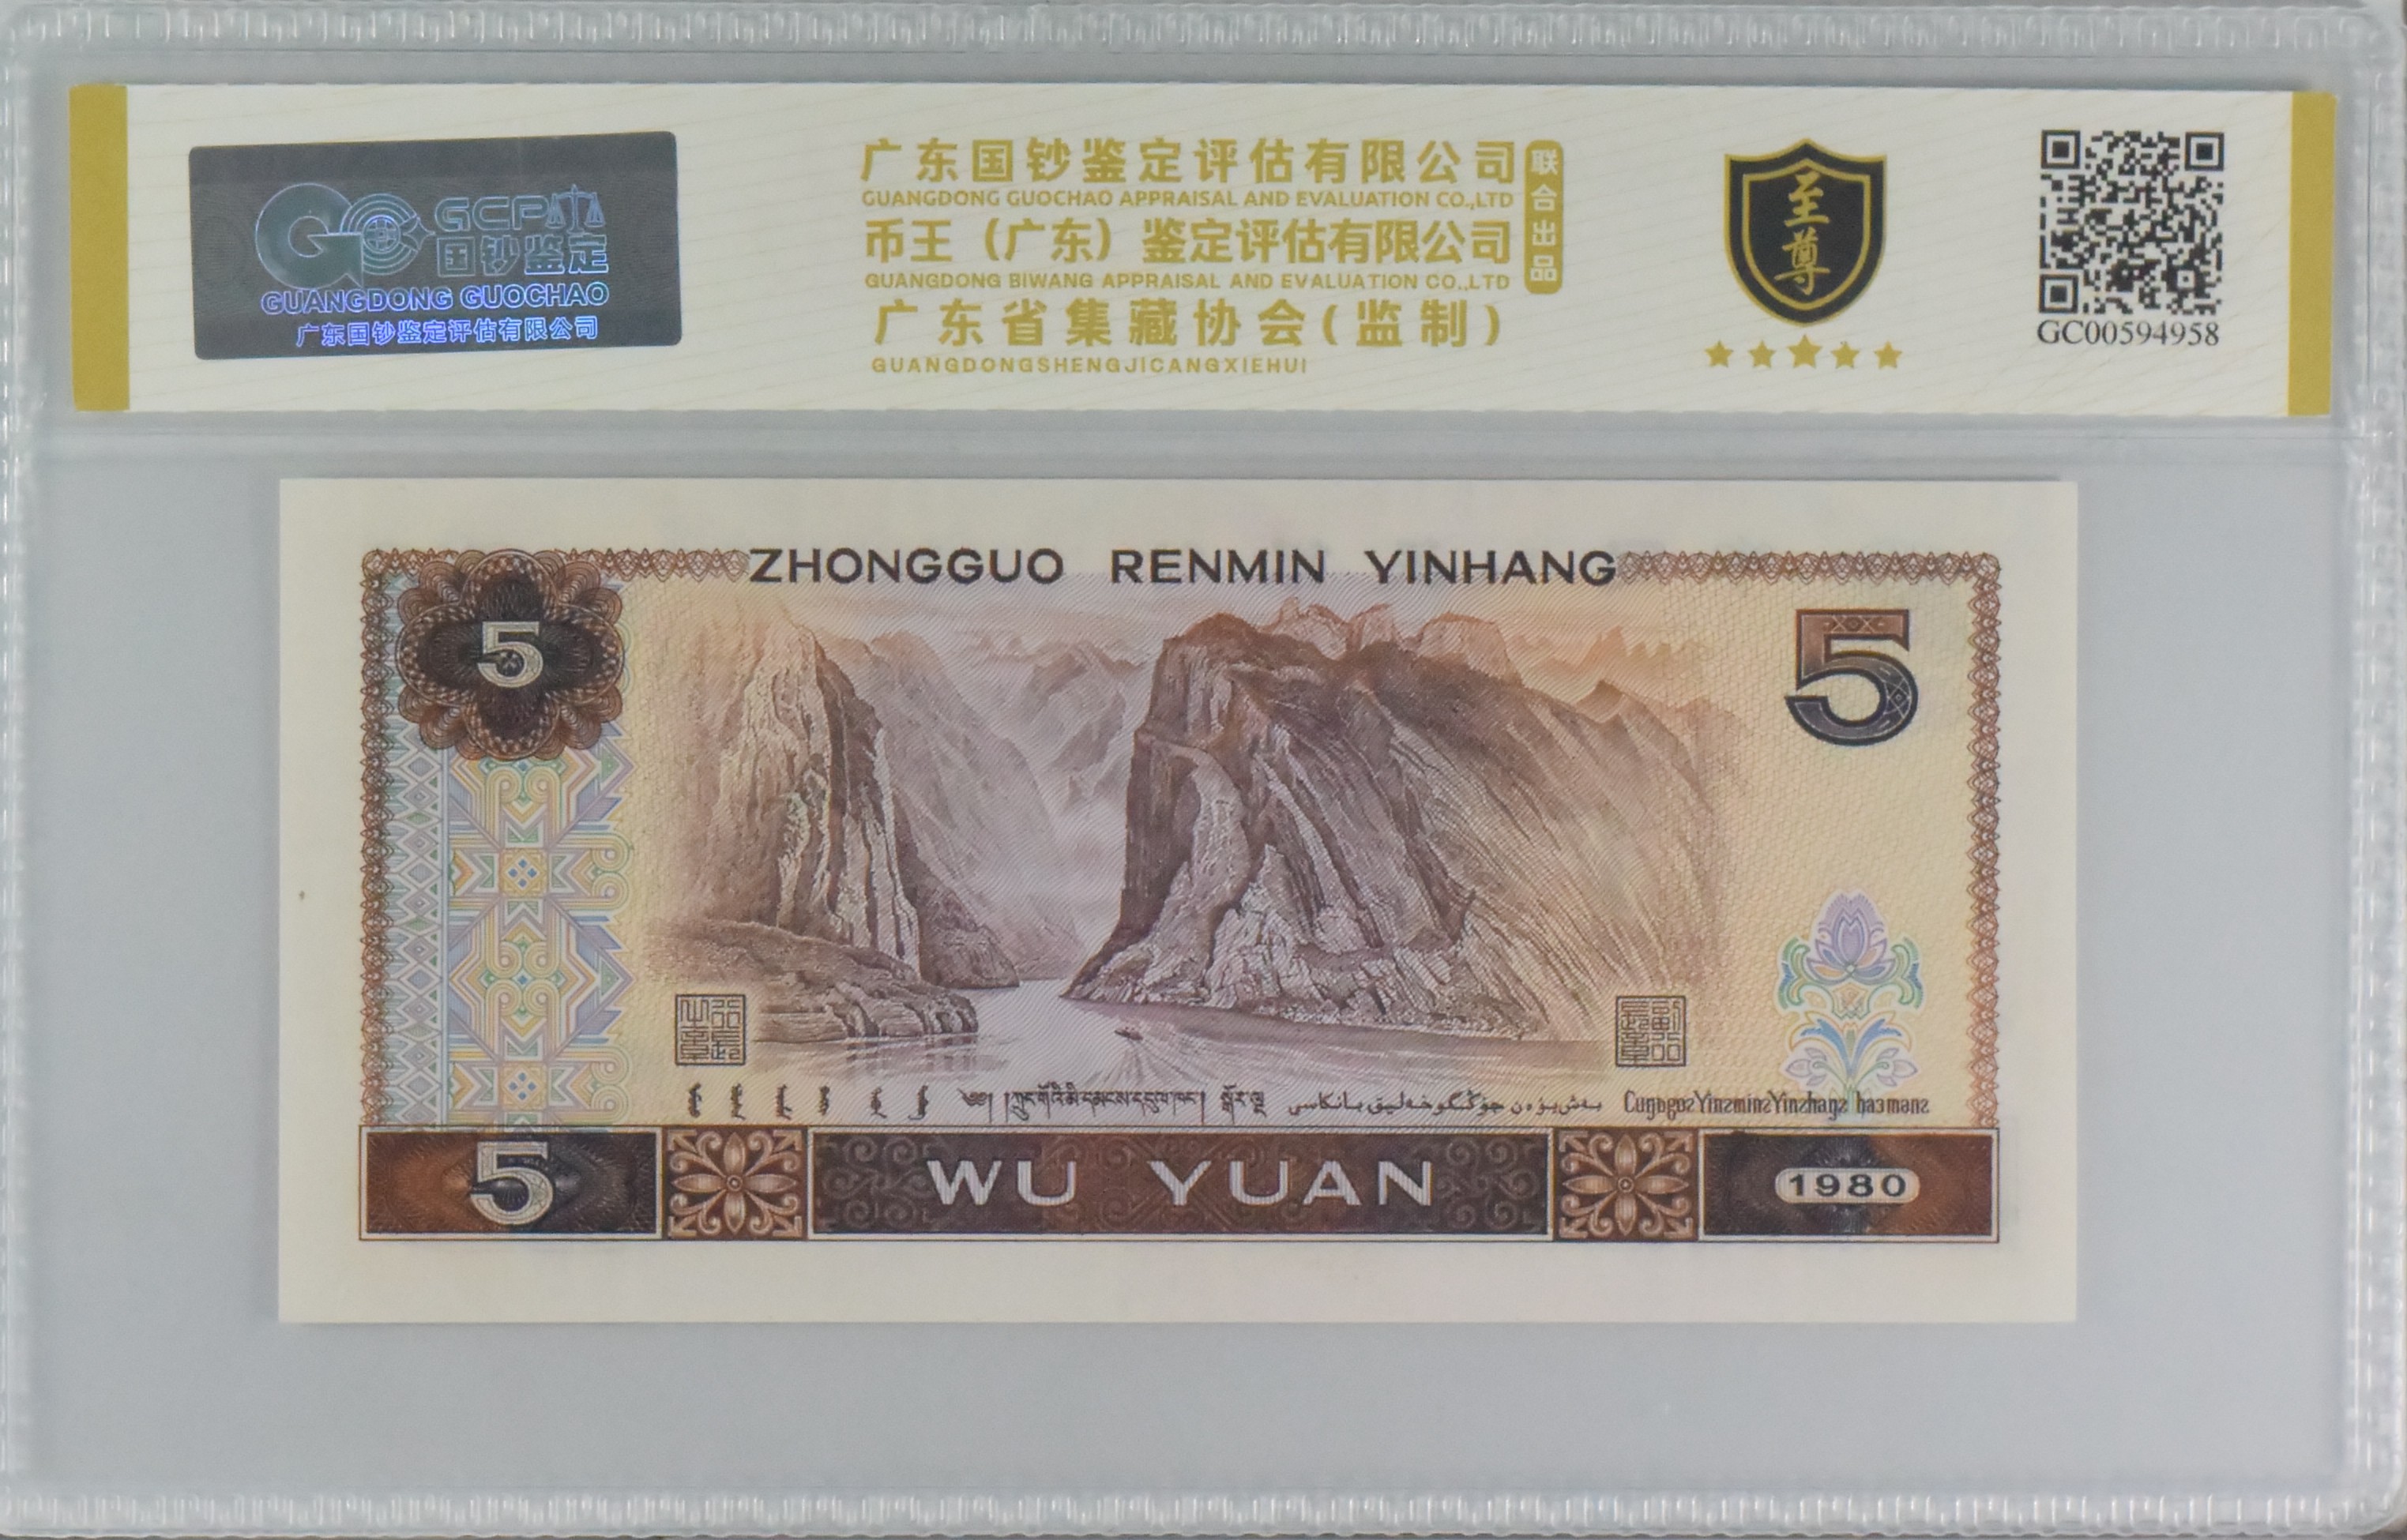 GCP
国钞鉴定
GUANGDONG GUOCHAO
广东国钞鉴定评估有限公司
广东国钞鉴定评估有限公司
GUANGDONG GUOCHAO APPRAISAL AND EVALUATION CO.,LTD
币王（广东）鉴定评估有限公司
GUANGDONG BIWANG APPRAISAL AND EVALUATION CO.,LTD
广东省集藏协会(监制)
GUANGDONGSHENGJICANGXIEHUI
联合出品
至尊
GC00594958
ZHONGGUO RENMIN YINHANG
5
5
Cuŋƅgoƨ Yinƨminƨ Yinƨhaŋƨ ƅaɜmənƨ
5
WU YUAN
1980